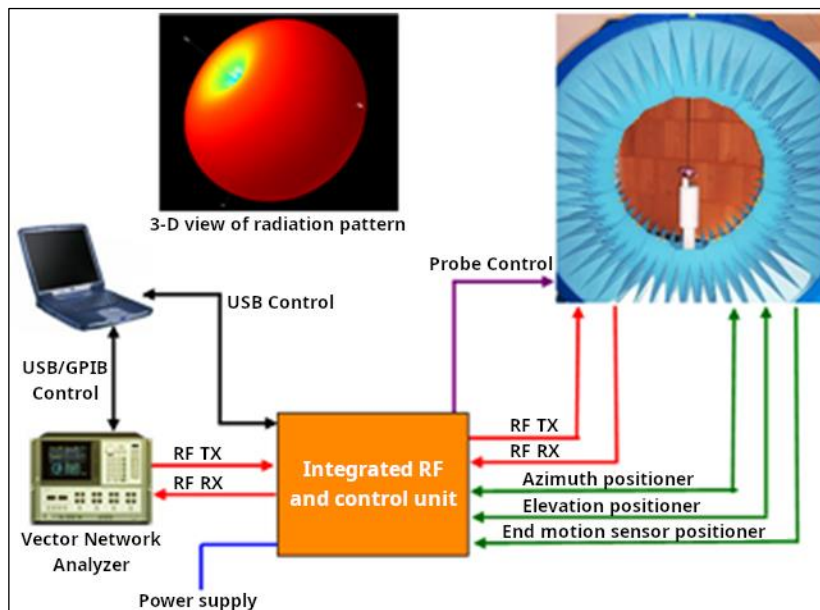 3-D view of radiation pattern
Probe Control
USB Control
USB/GPIB
Control
RF TX
RF RX
Vector Network
Analyzer
Integrated RF
and control unit
RF TX
RF RX
Azimuth positioner
Elevation positioner
End motion sensor positioner
Power supply